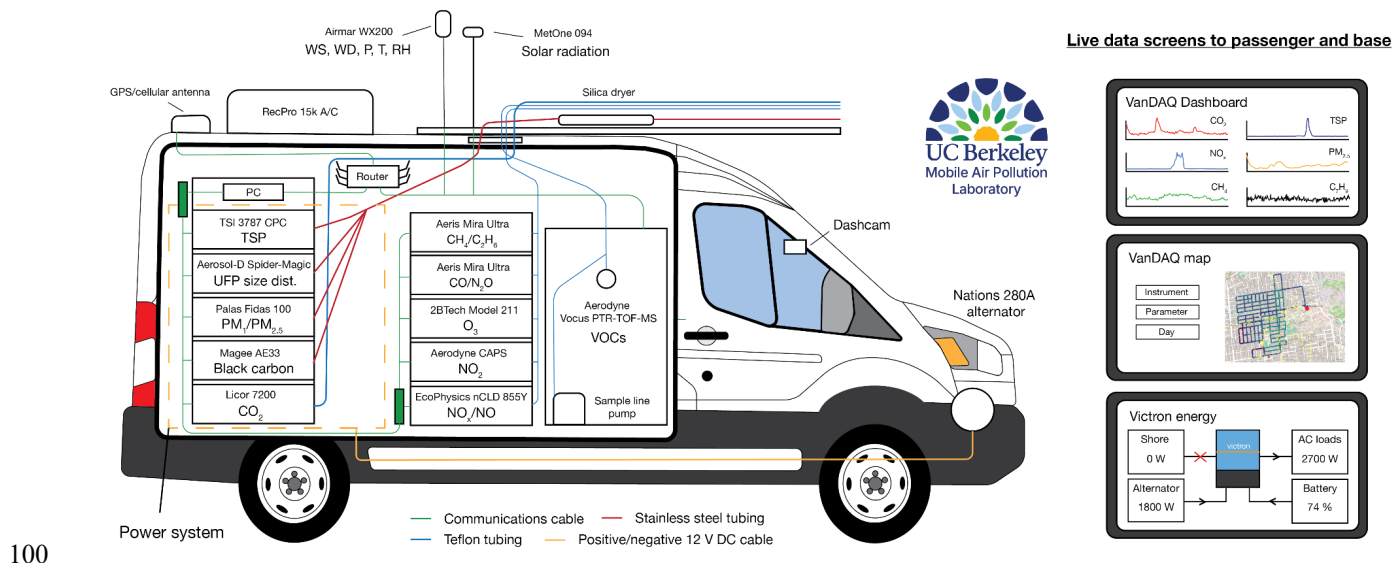 Airmar WX200
WS, WD, P, T, RH
MetOne 094
Solar radiation
GPS/cellular antenna
RecPro 15k A/C
Silica dryer
Router
PC
TSI 3787 CPC
TSP
Aerosol-D Spider-Magic
UFP size dist.
Palas Fidas 100
PM1/PM2.5
Magee AE33
Black carbon
Licor 7200
CO2
Aeris Mira Ultra
CH4/C2H6
Aeris Mira Ultra
CO/N2O
2BTech Model 211
O3
Aerodyne CAPS
NO2
EcoPhysics nCLD 855Y
NOx/NO
Aerodyne
Vocus PTR-TOF-MS
VOCs
Sample line
pump
UC Berkeley
Mobile Air Pollution
Laboratory
Dashcam
Nations 280A
alternator
Power system
Communications cable
Stainless steel tubing
Teflon tubing
Positive/negative 12 V DC cable
Live data screens to passenger and base
VanDAQ Dashboard
CO2
TSP
NOx
PM2.5
CH4
C7H8
VanDAQ map
Instrument
Parameter
Day
Victron energy
Shore
0 W
victron
AC loads
2700 W
Alternator
1800 W
Battery
74 %
100